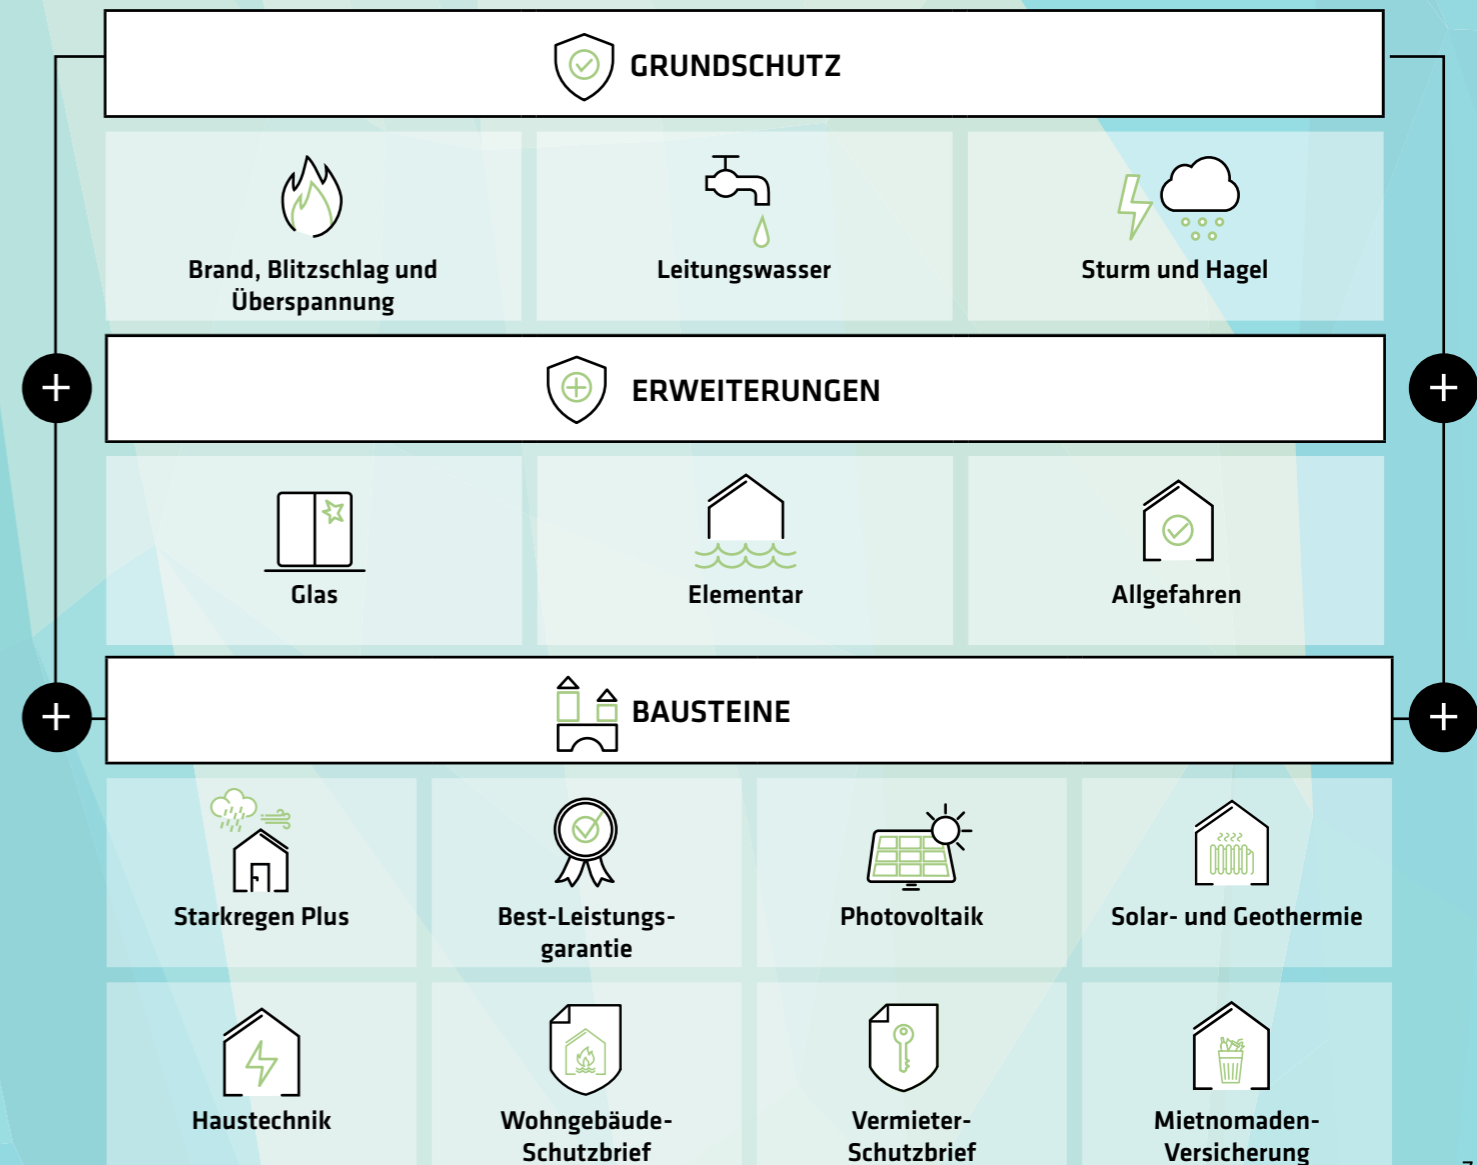 GRUNDSCHUTZ
Brand, Blitzschlag und
Überspannung
Leitungswasser
Sturm und Hagel
+
+
ERWEITERUNGEN
Glas
Elementar
Allgefahren
+
+
BAUSTEINE
Starkregen Plus
Best-Leistungs-
garantie
Photovoltaik
Solar- und Geothermie
Haustechnik
Wohngebäude-
Schutzbrief
Vermieter-
Schutzbrief
Mietnomaden-
Versicherung